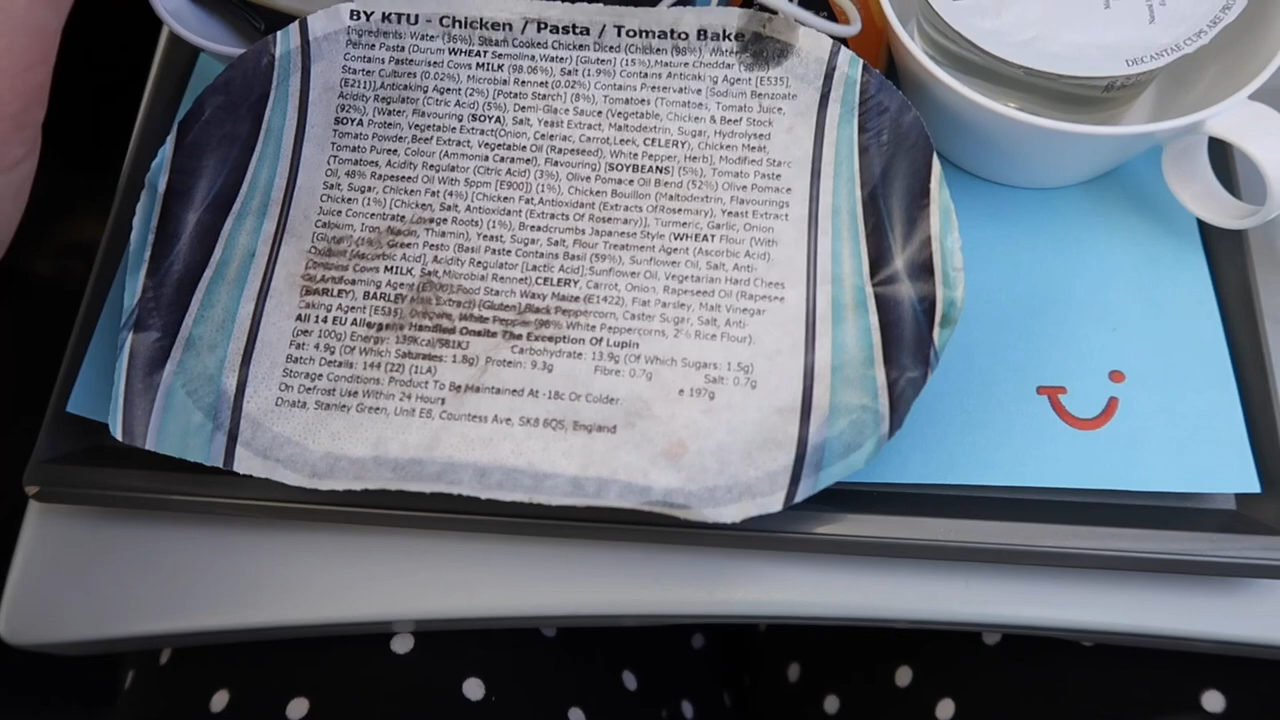 BY KTU - Chicken / Pasta / Tomato Bake
Ingredients: Water (36%), Steam Cooked Chicken Diced (Chicken (98%), Water, Salt)
Penne Pasta (Durum WHEAT Semolina,Water) [Gluten] (15%),Mature Cheddar (98%)
Contains Pasteurised Cows MILK (98.06%), Salt (1.9%) Contains Anticaking Agent [E535],
Starter Cultures (0.02%), Microbial Rennet(0.02%) Contains Preservative [Sodium Benzoate
(E211)],Anticaking Agent (2%) [Potato Starch] (8%), Tomatoes (Tomatoes, Tomato Juice,
Acidity Regulator (Citric Acid) (5%), Demi-Glace Sauce (Vegetable, Chicken & Beef Stock
(92%), [Water, Flavouring (SOYA), Salt, Yeast Extract, Maltodextrin, Sugar, Hydrolysed
SOYA Protein, Vegetable Extract(Onion, Celeriac, Carrot,Leek, CELERY), Chicken Meat,
Tomato Powder,Beef Extract, Vegetable Oil (Rapeseed), White Pepper, Herb], Modified Starc
Tomato Puree, Colour (Ammonia Caramel), Flavouring) [SOYBEANS] (5%), Tomato Paste
(Tomatoes, Acidity Regulator (Citric Acid) (3%), Olive Pomace Oil Blend (52%) Olive Pomace
Oil, 48% Rapeseed Oil With 5ppm [E900]) (1%), Chicken Bouillon (Maltodextrin, Flavourings
Salt, Sugar, Chicken Fat (4%) [Chicken Fat,Antioxidant (Extracts OfRosemary), Yeast Extract
Chicken (1%) [Chicken, Salt, Antioxidant (Extracts Of Rosemary)], Turmeric, Garlic, Onion
Juice Concentrate, Lovage Roots) (1%), Breadcrumbs Japanese Style (WHEAT Flour (With
Calcium, Iron, Niacin, Thiamin), Yeast, Sugar, Salt, Flour Treatment Agent (Ascorbic Acid),
[Gluten] (1%), Green Pesto (Basil Paste Contains Basil (59%), Sunflower Oil, Salt, Anti-
Oxidant [Ascorbic Acid], Acidity Regulator [Lactic Acid],Sunflower Oil, Vegetarian Hard Chees
Contains Cows MILK, Salt,Microbial Rennet),CELERY, Carrot, Onion, Rapeseed Oil (Rapesee
Oil,Antifoaming Agent (E900),Food Starch Waxy Maize (E1422), Flat Parsley, Malt Vinegar
(BARLEY), BARLEY Malt Extract) [Gluten],Black Peppercorn, Caster Sugar, Salt, Anti-
Caking Agent [E535], Oregano, White Pepper (98% White Peppercorns, 2% Rice Flour).
All 14 EU Allergens Handled Onsite The Exception Of Lupin
(per 100g) Energy: 139Kcal/581KJ Carbohydrate: 13.9g (Of Which Sugars: 1.5g)
Fat: 4.9g (Of Which Saturates: 1.8g) Protein: 9.3g Fibre: 0.7g Salt: 0.7g
Batch Details: 144 (22) (1LA) e 197g
Storage Conditions: Product To Be Maintained At -18c Or Colder.
On Defrost Use Within 24 Hours
Dnata, Stanley Green, Unit E8, Countess Ave, SK8 6QS, England
DECANTAE CUPS ARE PRO